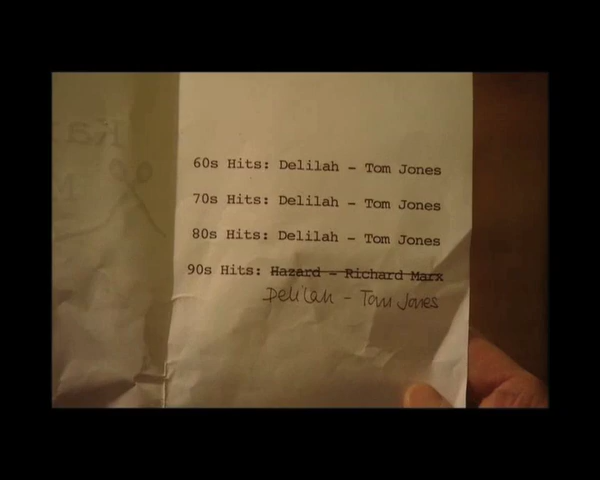 60s Hits: Delilah - Tom Jones
70s Hits: Delilah - Tom Jones
80s Hits: Delilah - Tom Jones
90s Hits: Hazard - Richard Marx
Delilah - Tom Jones